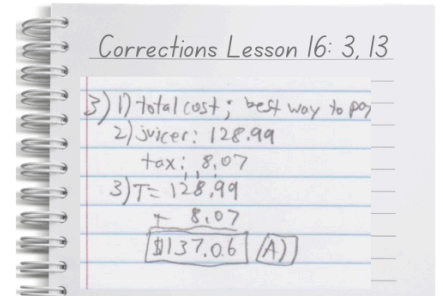 Corrections Lesson 16: 3, 13
3) 1) total cost; best way to pay
2) juicer: 128.99
tax: 8.07
3) T= 128.99
+ 8.07
$137.06 A)